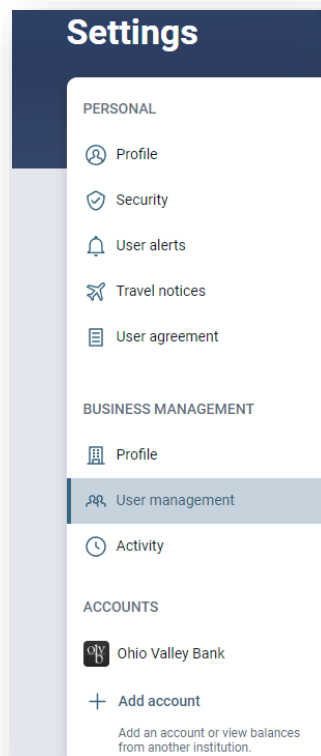 Settings
PERSONAL
Profile
Security
User alerts
Travel notices
User agreement
BUSINESS MANAGEMENT
Profile
User management
Activity
ACCOUNTS
ovb Ohio Valley Bank
Add account
Add an account or view balances
from another institution.